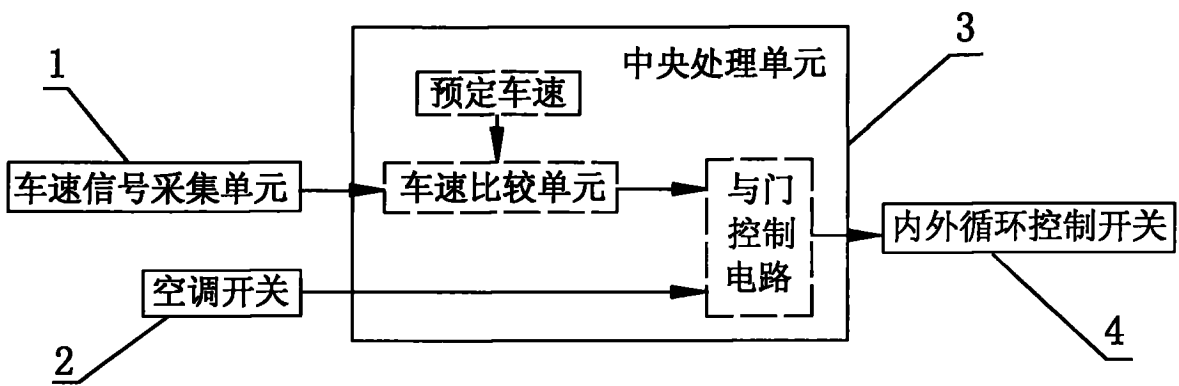 1
3
中央处理单元
预定车速
车速信号采集单元
车速比较单元
与门
控制
电路
内外循环控制开关
空调开关
2
4